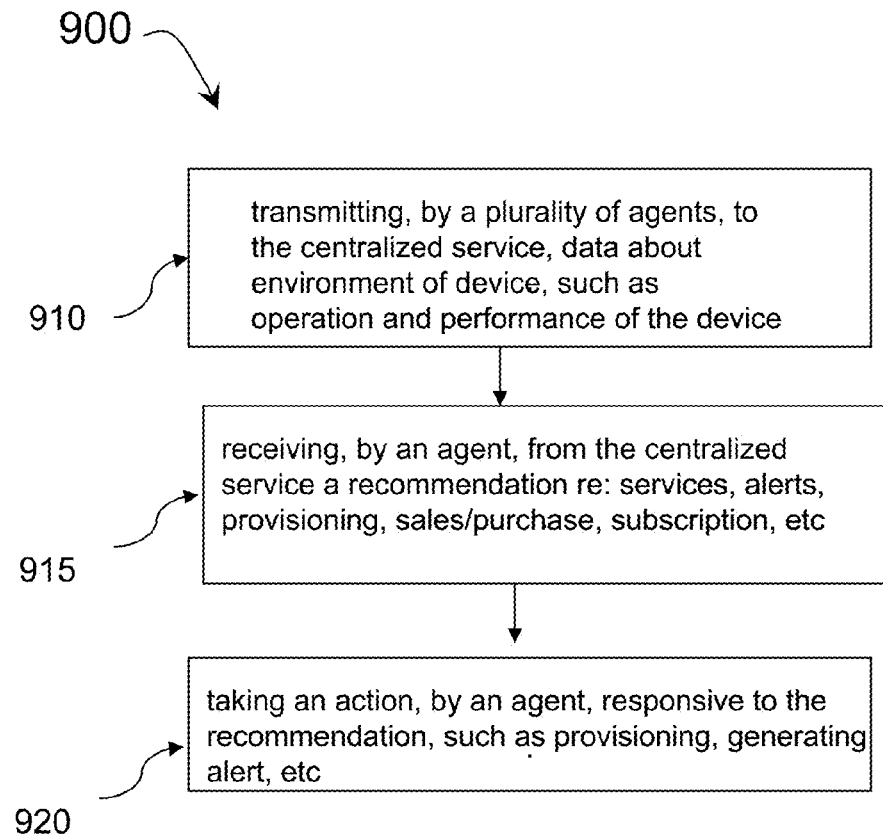 900
transmitting, by a plurality of agents, to
the centralized service, data about
environment of device, such as
operation and performance of the device
910
receiving, by an agent, from the centralized
service a recommendation re: services, alerts,
provisioning, sales/purchase, subscription, etc
915
taking an action, by an agent, responsive to the
recommendation, such as provisioning, generating
alert, etc
920